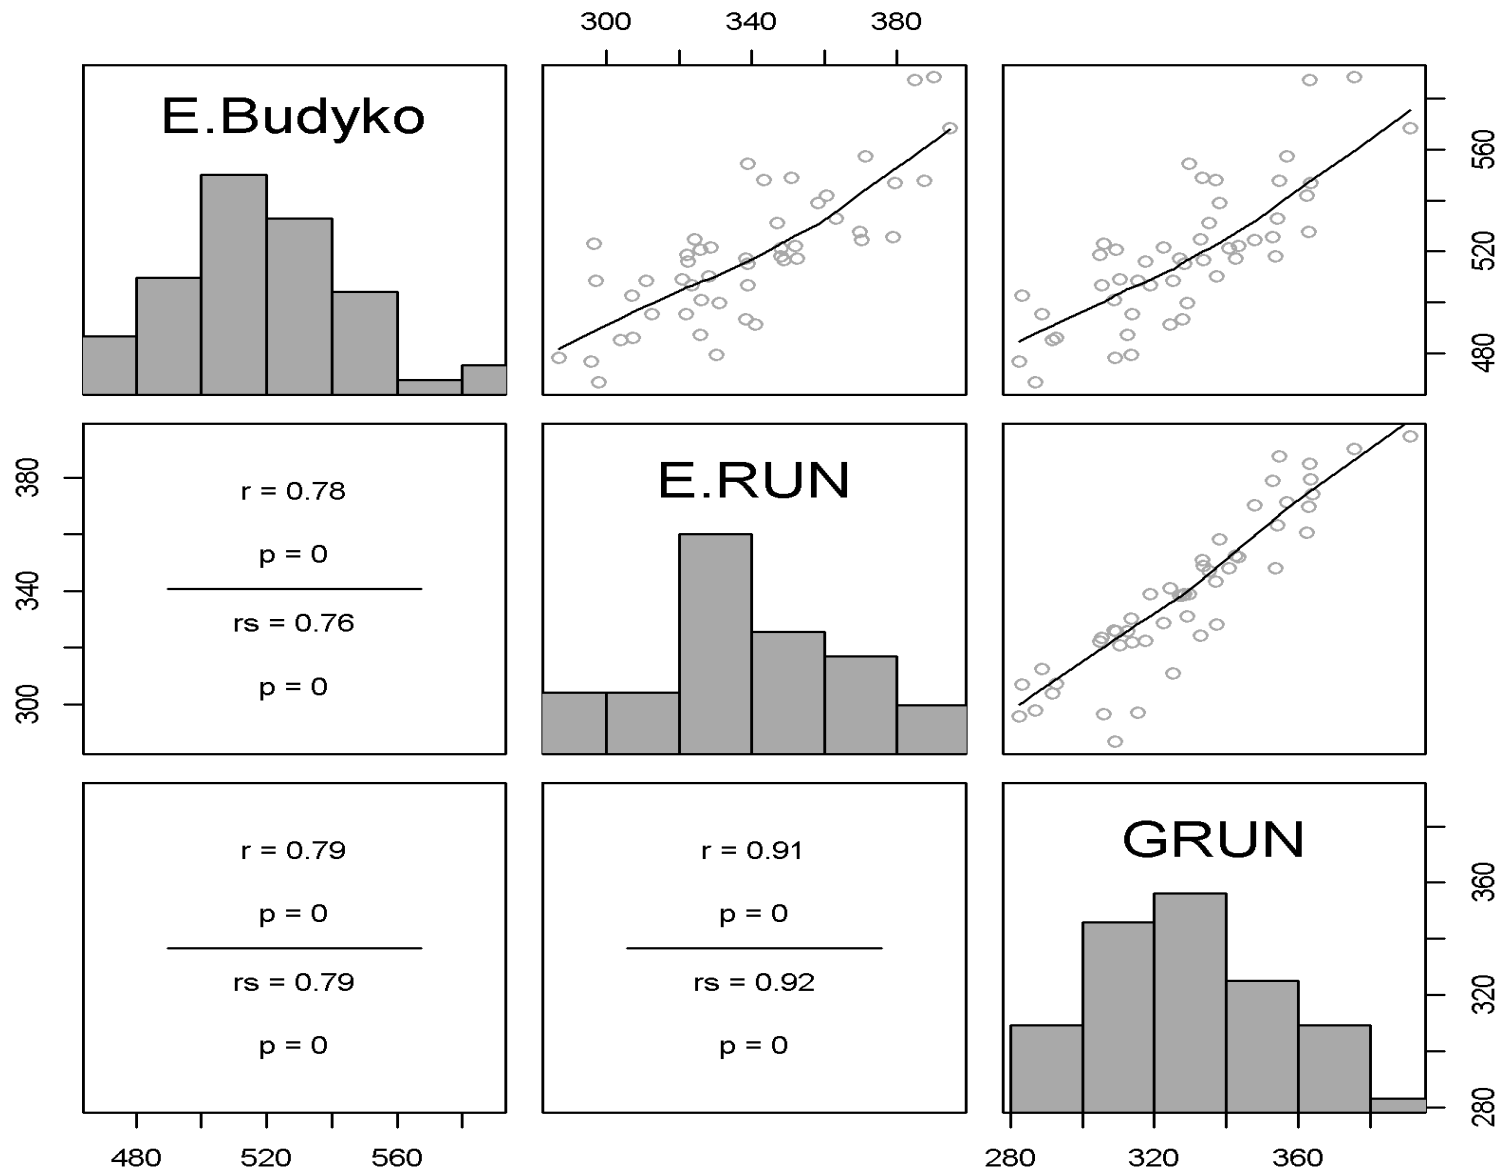 300 340 380
E.Budyko
560
520
480
380
340
300
r = 0.78
p = 0
rs = 0.76
p = 0
E.RUN
r = 0.79
p = 0
rs = 0.79
p = 0
r = 0.91
p = 0
rs = 0.92
p = 0
GRUN
360
320
280
480 520 560
280 320 360